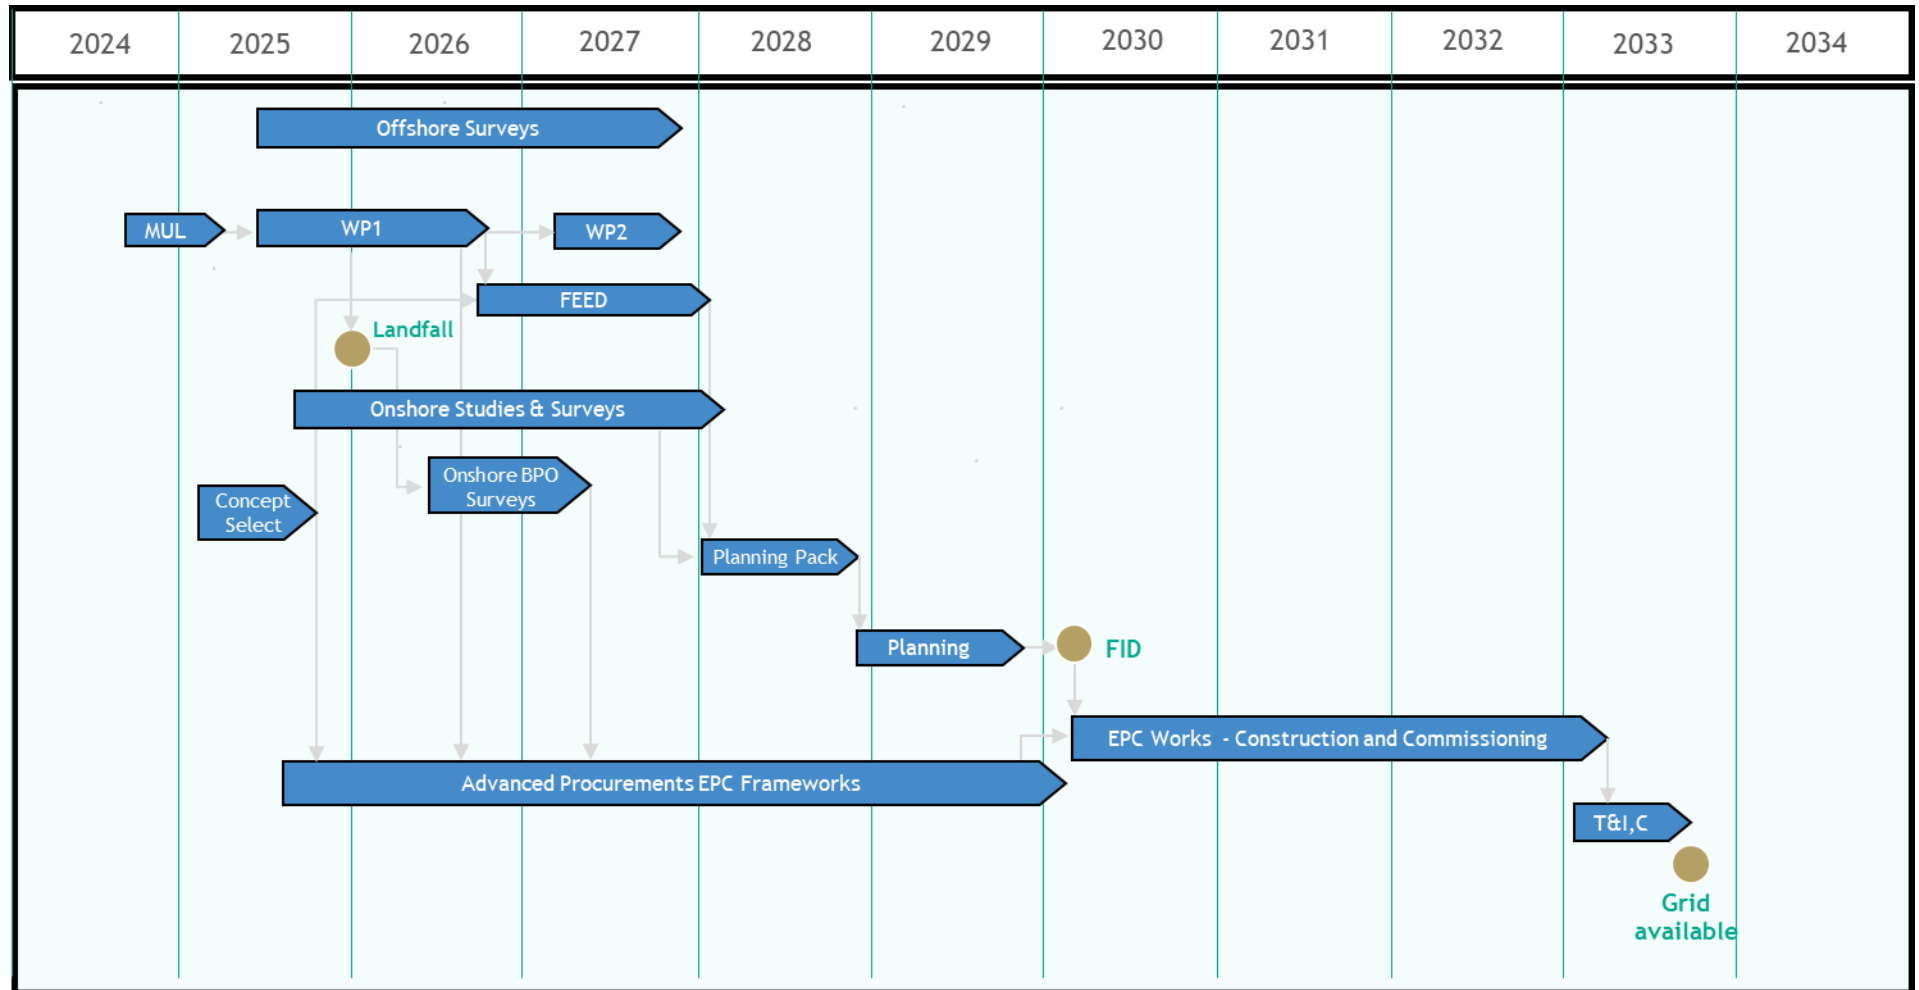 2024 2025 2026 2027 2028 2029 2030 2031 2032 2033 2034
Offshore Surveys
MUL WP1 WP2
FEED
Landfall
Onshore Studies & Surveys
Onshore BPO
Surveys
Concept
Select
Planning Pack
Planning
FID
EPC Works - Construction and Commissioning
Advanced Procurements EPC Frameworks
T&I,C
Grid
available